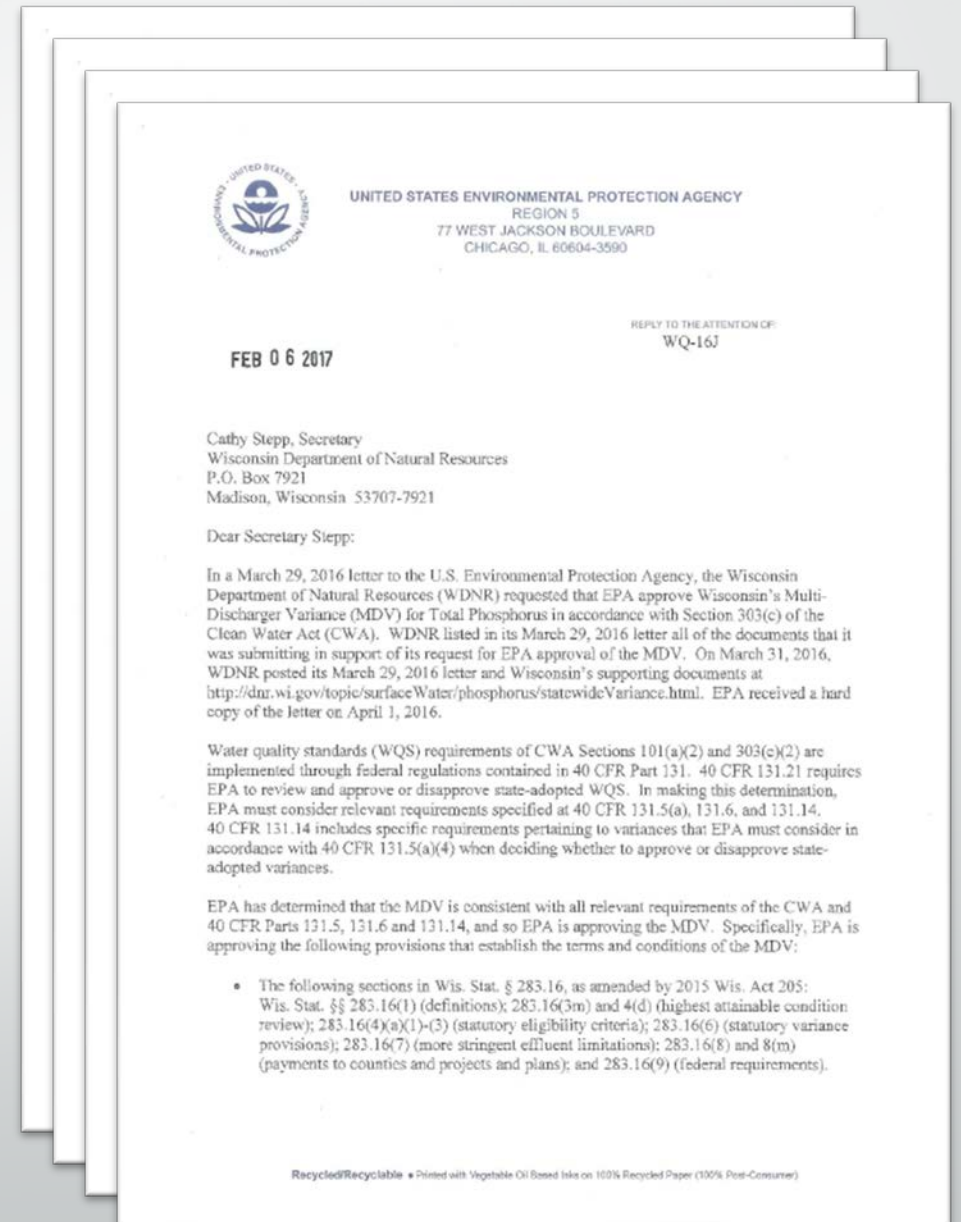 UNITED STATES
ENVIRONMENTAL PROTECTION AGENCY
UNITED STATES ENVIRONMENTAL PROTECTION AGENCY
REGION 5
77 WEST JACKSON BOULEVARD
CHICAGO, IL 60604-3590
REPLY TO THE ATTENTION OF:
WQ-16J
FEB 06 2017
Cathy Stepp, Secretary
Wisconsin Department of Natural Resources
P.O. Box 7921
Madison, Wisconsin 53707-7921
Dear Secretary Stepp:
In a March 29, 2016 letter to the U.S. Environmental Protection Agency, the Wisconsin
Department of Natural Resources (WDNR) requested that EPA approve Wisconsin's Multi-
Discharger Variance (MDV) for Total Phosphorus in accordance with Section 303(c) of the
Clean Water Act (CWA). WDNR listed in its March 29, 2016 letter all of the documents that it
was submitting in support of its request for EPA approval of the MDV. On March 31, 2016,
WDNR posted its March 29, 2016 letter and Wisconsin's supporting documents at
http://dnr.wi.gov/topic/surfaceWater/phosphorus/statewideVariance.html. EPA received a hard
copy of the letter on April 1, 2016.
Water quality standards (WQS) requirements of CWA Sections 101(a)(2) and 303(c)(2) are
implemented through federal regulations contained in 40 CFR Part 131. 40 CFR 131.21 requires
EPA to review and approve or disapprove state-adopted WQS. In making this determination,
EPA must consider relevant requirements specified at 40 CFR 131.5(a), 131.6, and 131.14.
40 CFR 131.14 includes specific requirements pertaining to variances that EPA must consider in
accordance with 40 CFR 131.5(a)(4) when deciding whether to approve or disapprove state-
adopted variances.
EPA has determined that the MDV is consistent with all relevant requirements of the CWA and
40 CFR Parts 131.5, 131.6 and 131.14, and so EPA is approving the MDV. Specifically, EPA is
approving the following provisions that establish the terms and conditions of the MDV:
• The following sections in Wis. Stat. § 283.16, as amended by 2015 Wis. Act 205:
Wis. Stat. §§ 283.16(1) (definitions); 283.16(3m) and 4(d) (highest attainable condition
review); 283.16(4)(a)(1)-(3) (statutory eligibility criteria); 283.16(6) (statutory variance
provisions); 283.16(7) (more stringent effluent limitations); 283.16(8) and 8(m)
(payments to counties and projects and plans); and 283.16(9) (federal requirements).
Recycled/Recyclable • Printed with Vegetable Oil Based Inks on 100% Recycled Paper (100% Post-Consumer)